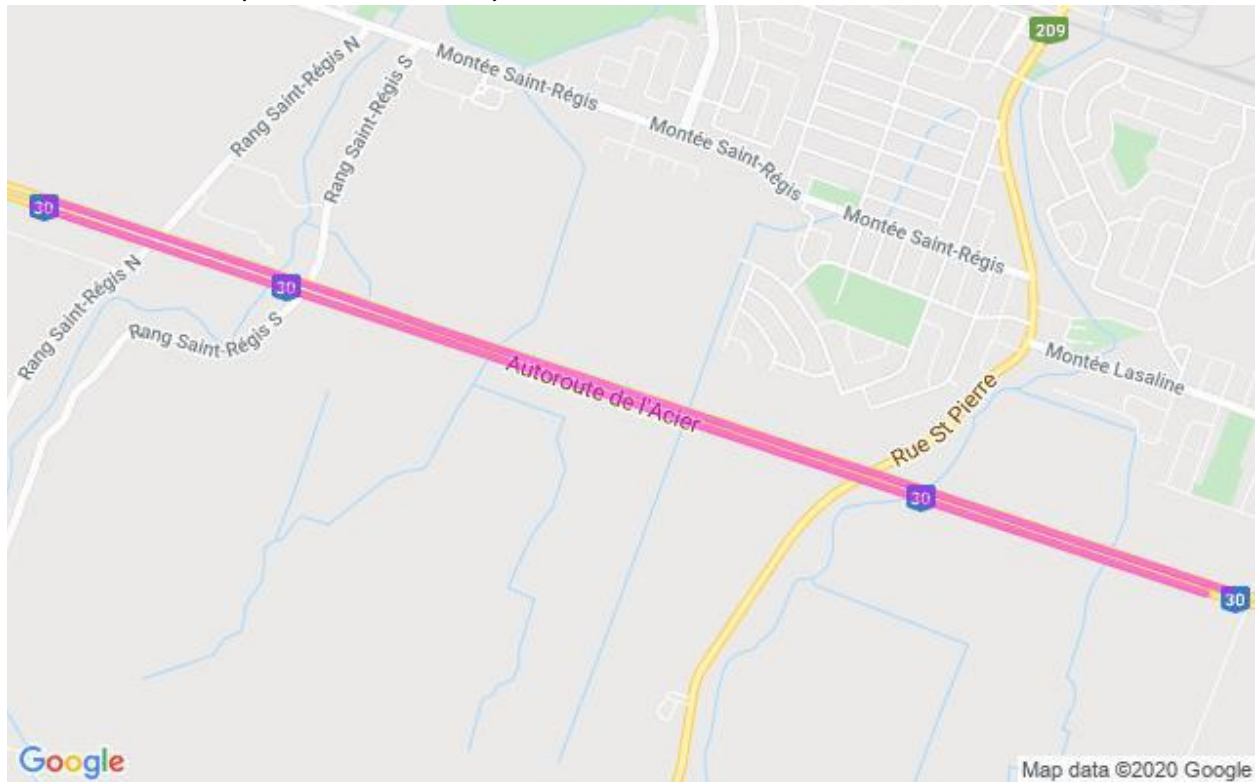 209
Montée Saint-Régis
Rang Saint-Régis N
Rang Saint-Régis S
Montée Saint-Régis
30
Montée Saint-Régis
30
Rang Saint-Régis N
Rang Saint-Régis S
Autoroute de l'Acier
Montée Lasaline
Rue St Pierre
30
30
Google
Map data ©2020 Google